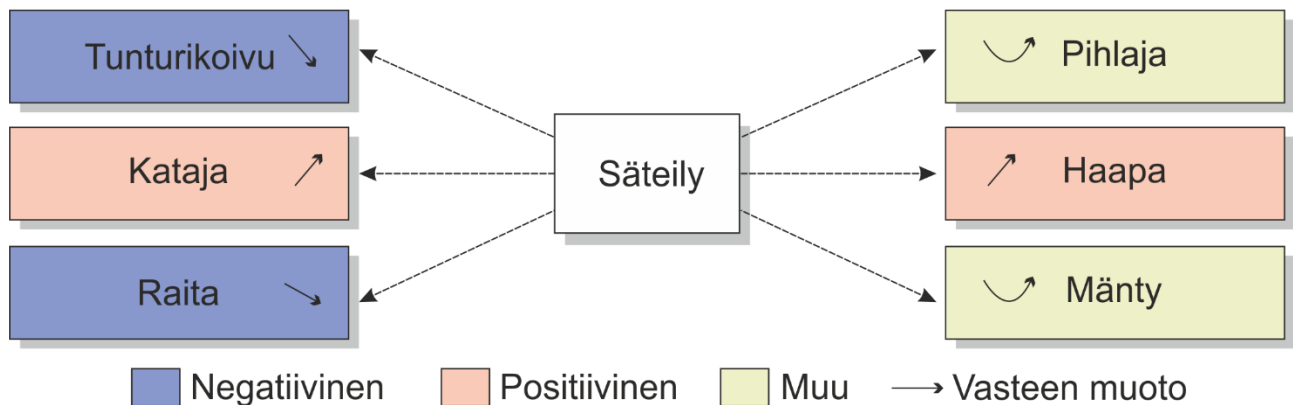 Tunturikoivu
Kataja
Raita
Säteily
Pihlaja
Haapa
Mänty
Negatiivinen
Positiivinen
Muu
Vasteen muoto